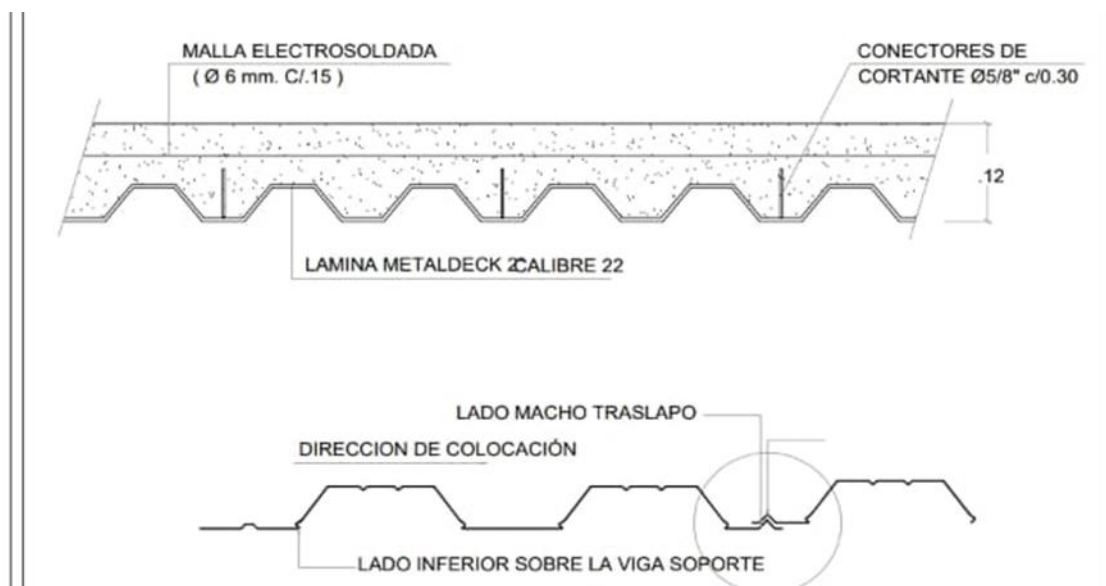 MALLA ELECTROSOLDADA
( Ø 6 mm. C/.15 )
CONECTORES DE
CORTANTE Ø5/8" c/0.30
.12
LAMINA METALDECK 2" CALIBRE 22
LADO MACHO TRASLAPO
DIRECCION DE COLOCACIÓN
LADO INFERIOR SOBRE LA VIGA SOPORTE